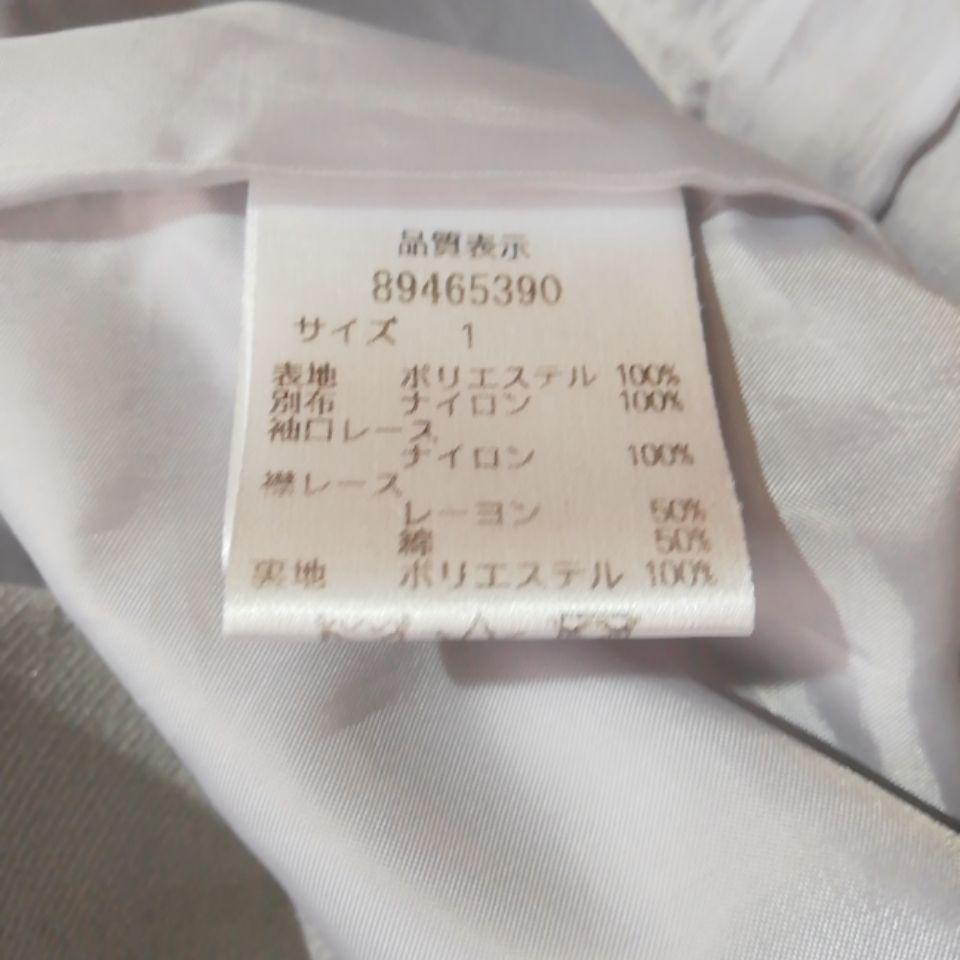 品質表示
89465390
サイズ 1
表地 ポリエステル 100%
別布 ナイロン 100%
袖口レース
ナイロン 100%
襟レース
レーヨン 50%
綿 50%
裏地 ポリエステル 100%